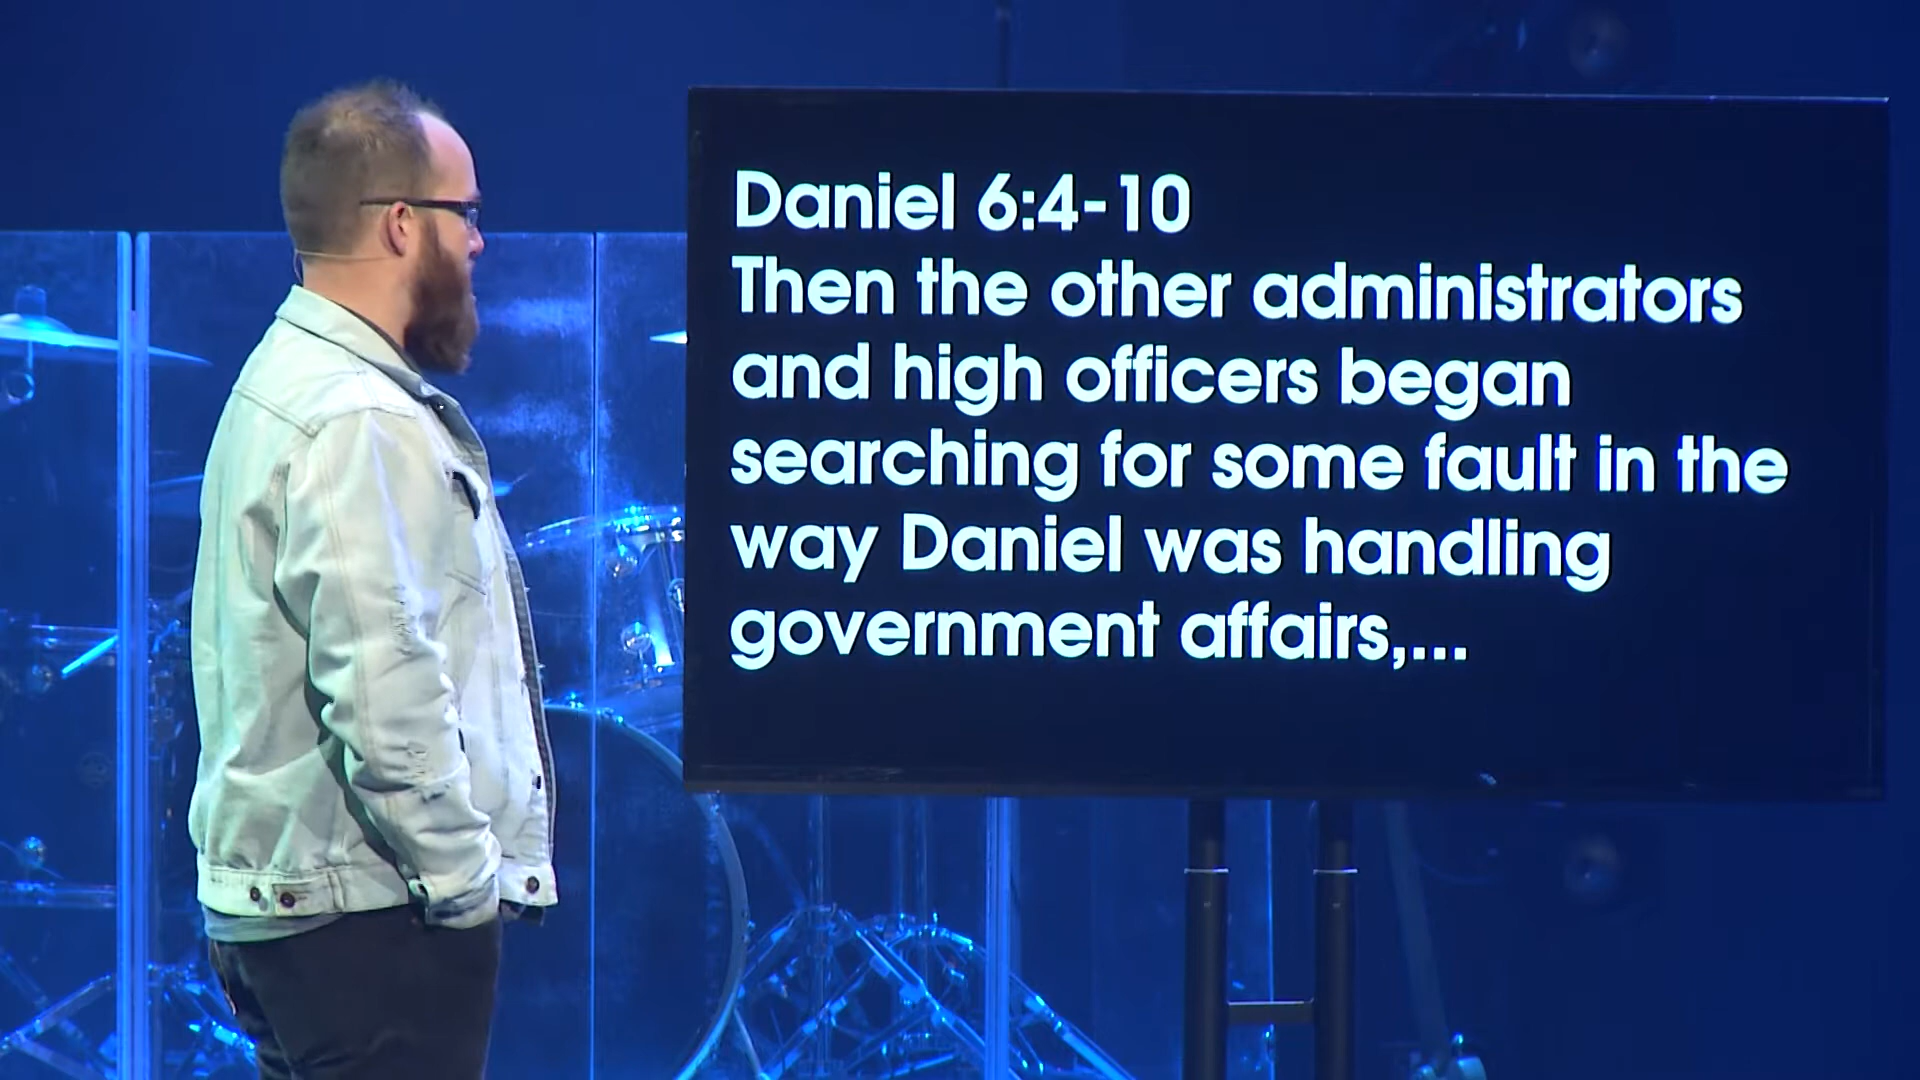 Daniel 6:4-10
Then the other administrators
and high officers began
searching for some fault in the
way Daniel was handling
government affairs,...